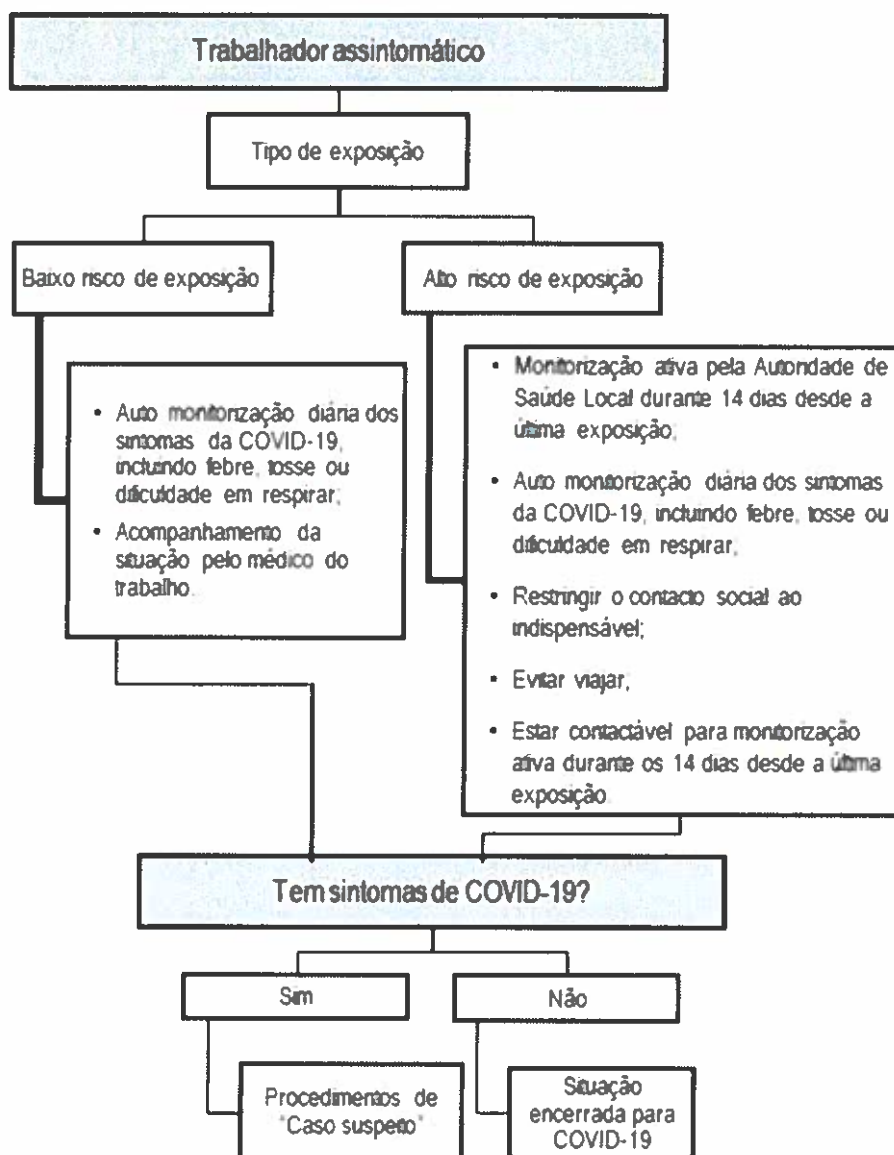 Trabalhador assintomático
Tipo de exposição
Baixo risco de exposição
Alto risco de exposição
• Auto monitorização diária dos
sintomas da COVID-19,
incluindo febre, tosse ou
dificuldade em respirar;
• Acompanhamento da
situação pelo médico do
trabalho.
• Monitorização ativa pela Autoridade de
Saúde Local durante 14 dias desde a
última exposição;
• Auto monitorização diária dos sintomas
da COVID-19, incluindo febre, tosse ou
dificuldade em respirar;
• Restringir o contacto social ao
indispensável;
• Evitar viajar;
• Estar contactável para monitorização
ativa durante os 14 dias desde a última
exposição.
Tem sintomas de COVID-19?
Sim
Não
Procedimentos de
"Caso suspeito"
Situação
encerrada para
COVID-19